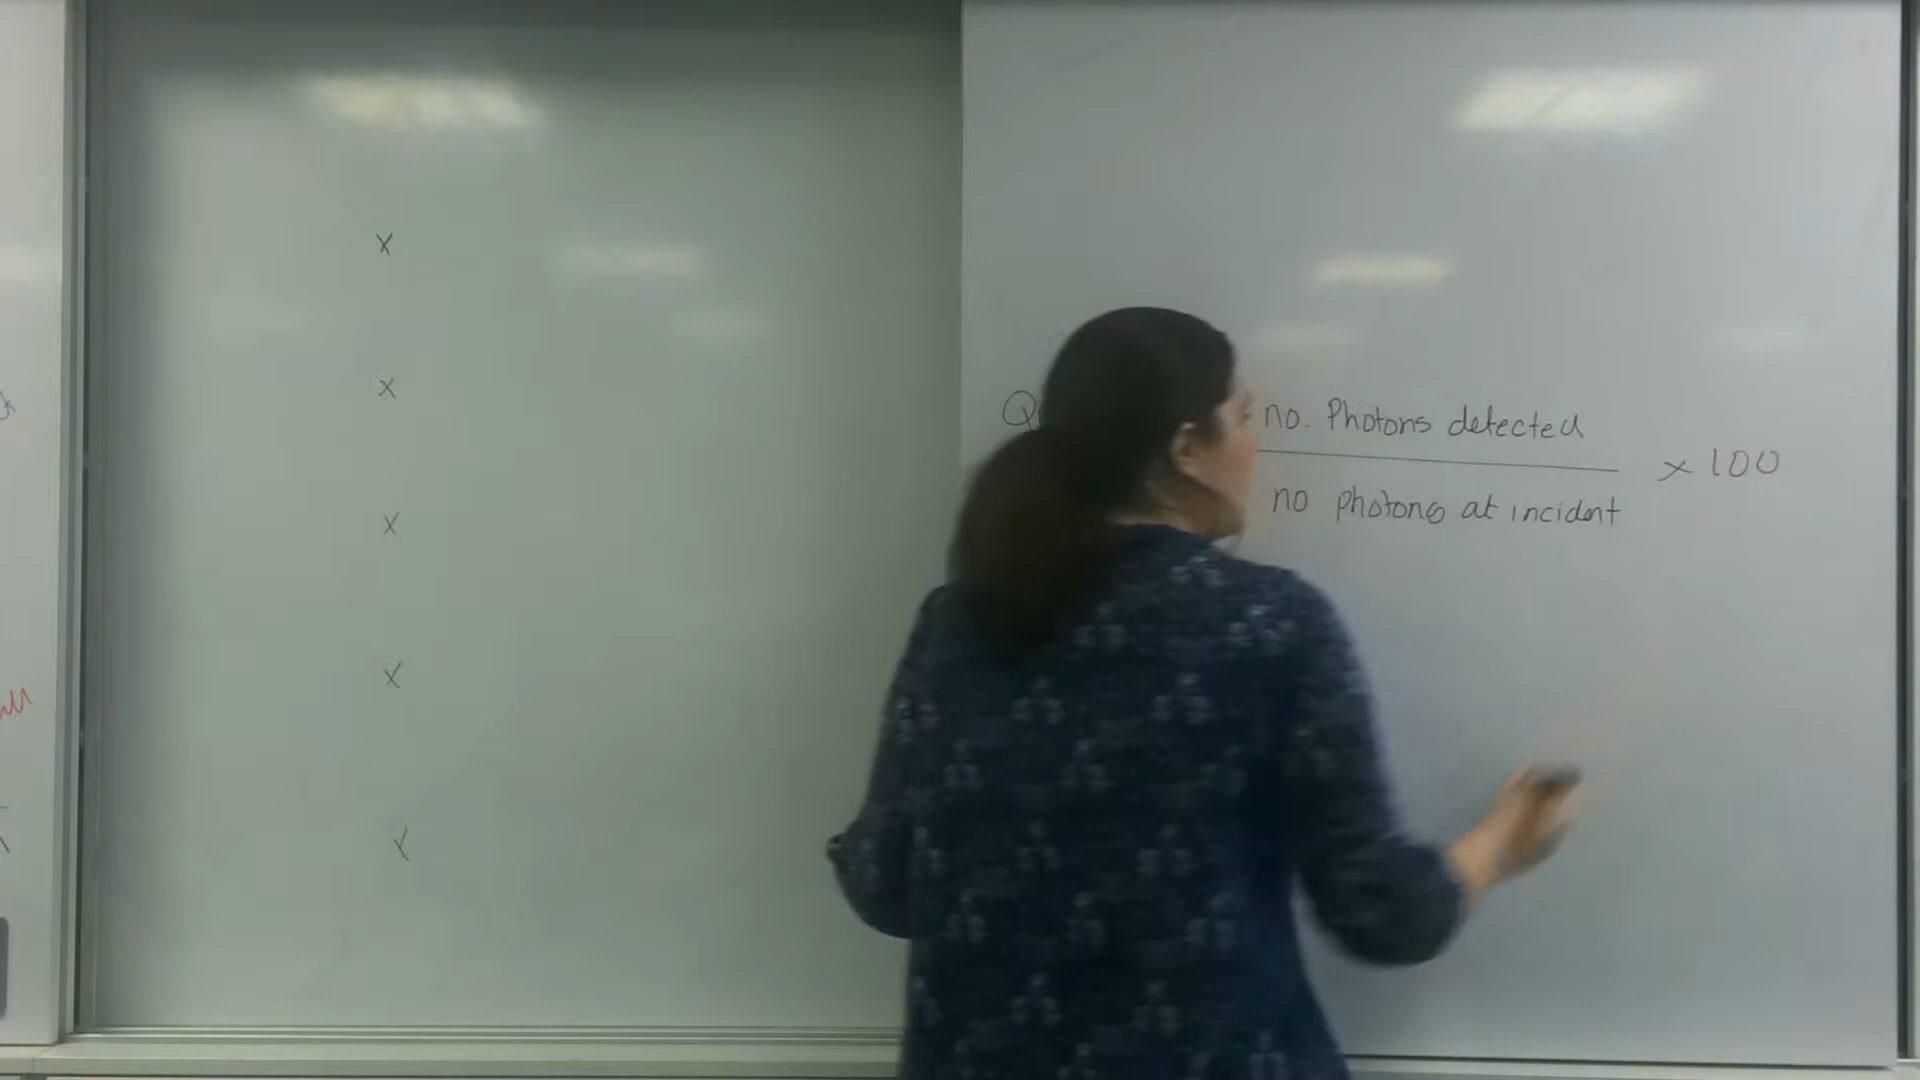 x
x
x
x
x
no. Photons detected
x 100
no photons at incident